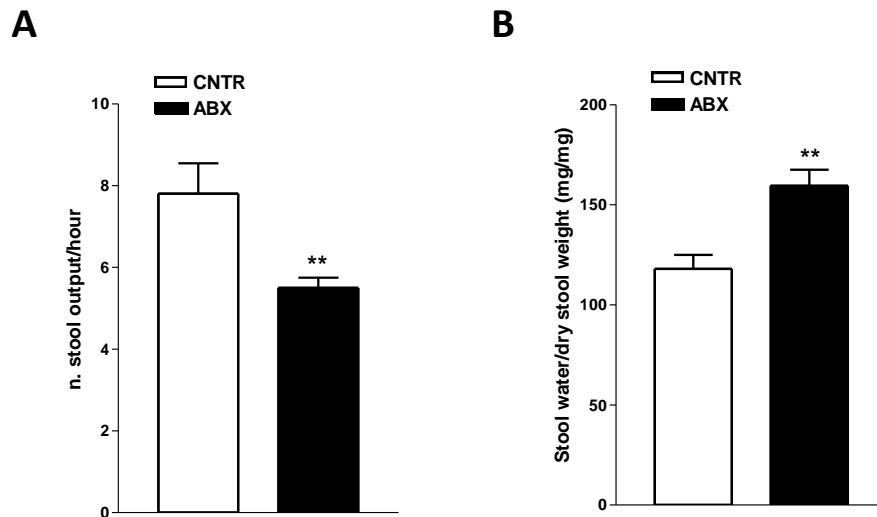 A
CNTR
ABX
n. stool output/hour
10
8
6
4
2
0
**
B
CNTR
ABX
Stool water/dry stool weight (mg/mg)
200
150
100
50
0
**